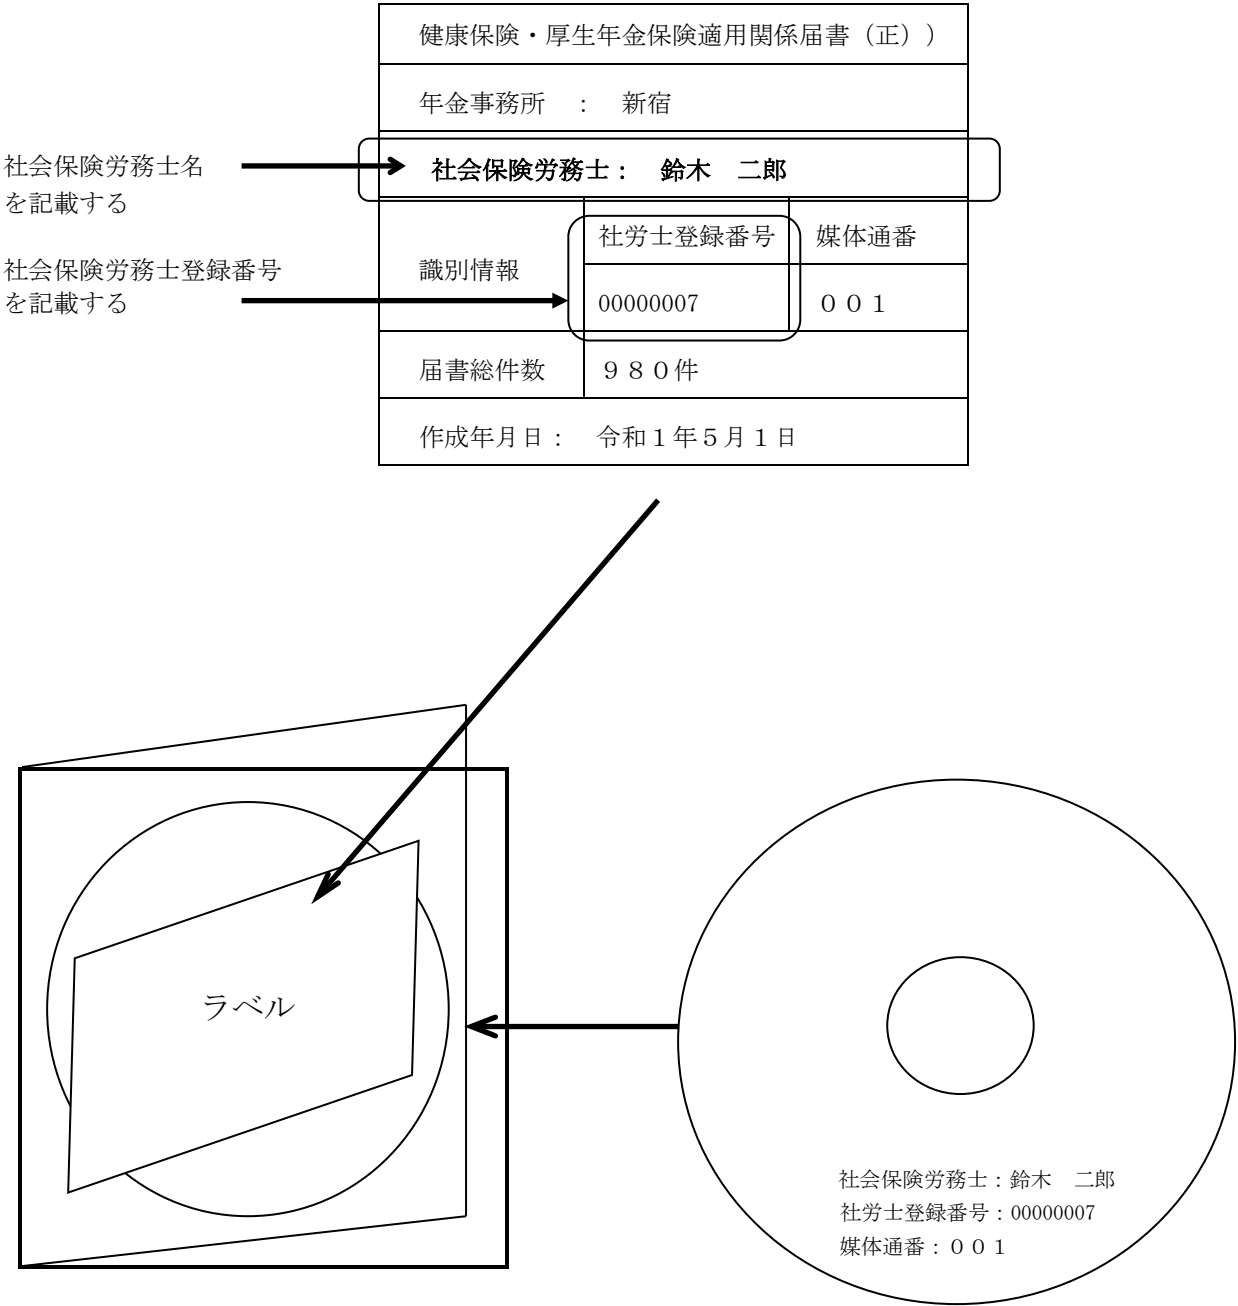 健康保険・厚生年金保険適用関係届書（正））
年金事務所　：　新宿
社会保険労務士名
を記載する
社会保険労務士：　鈴木　二郎
社会保険労務士登録番号
を記載する
識別情報
社労士登録番号　媒体通番
00000007　００１
届書総件数　９８０件
作成年月日：　令和１年５月１日
ラベル
社会保険労務士：鈴木　二郎
社労士登録番号：00000007
媒体通番：００１